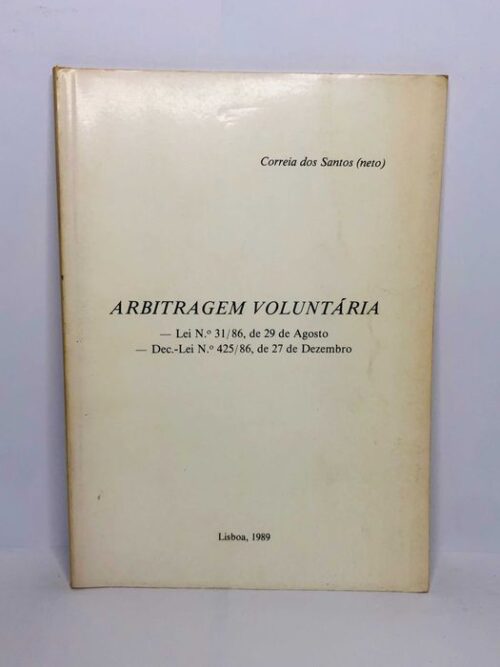 Correia dos Santos (neto)
ARBITRAGEM VOLUNTÁRIA
— Lei N.º 31/86, de 29 de Agosto
— Dec.-Lei N.º 425/86, de 27 de Dezembro
Lisboa, 1989